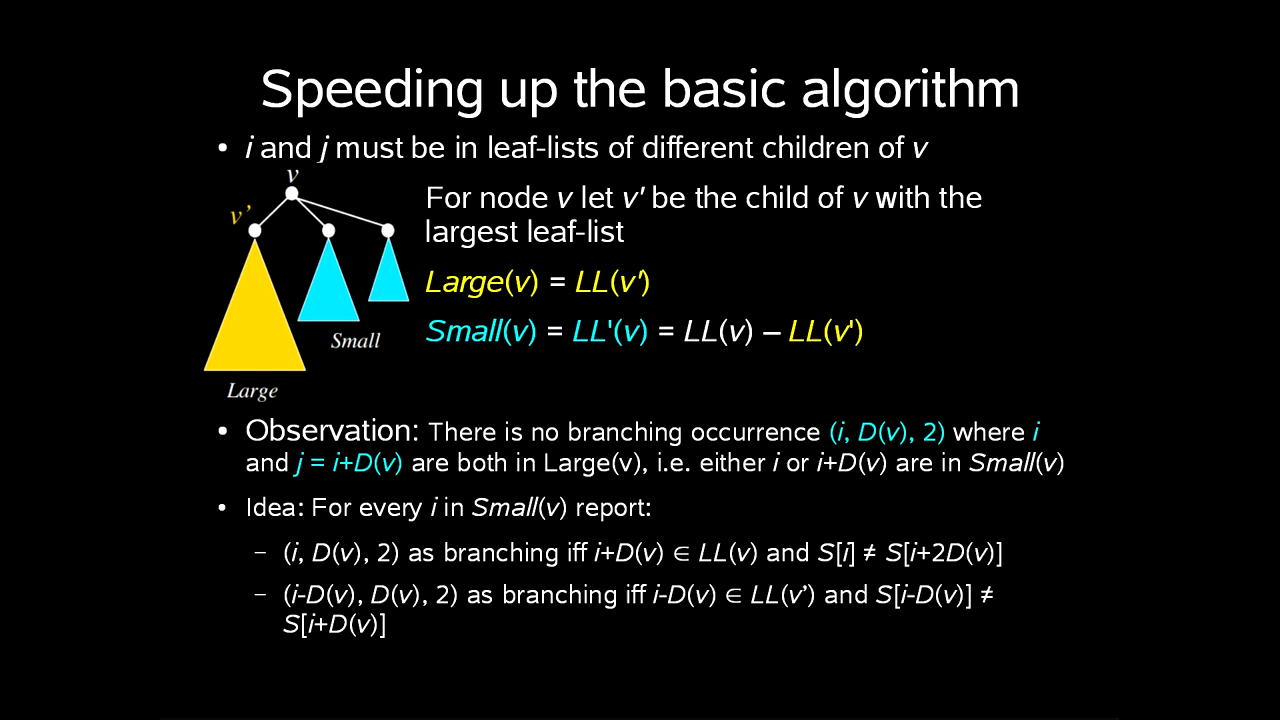 Speeding up the basic algorithm
• i and j must be in leaf-lists of different children of v
v
v’
For node v let v' be the child of v with the
largest leaf-list
Large(v) = LL(v')
Small(v) = LL'(v) = LL(v) – LL(v')
Small
Large
• Observation: There is no branching occurrence (i, D(v), 2) where i
and j = i+D(v) are both in Large(v), i.e. either i or i+D(v) are in Small(v)
• Idea: For every i in Small(v) report:
– (i, D(v), 2) as branching iff i+D(v) ∈ LL(v) and S[i] ≠ S[i+2D(v)]
– (i-D(v), D(v), 2) as branching iff i-D(v) ∈ LL(v’) and S[i-D(v)] ≠
S[i+D(v)]